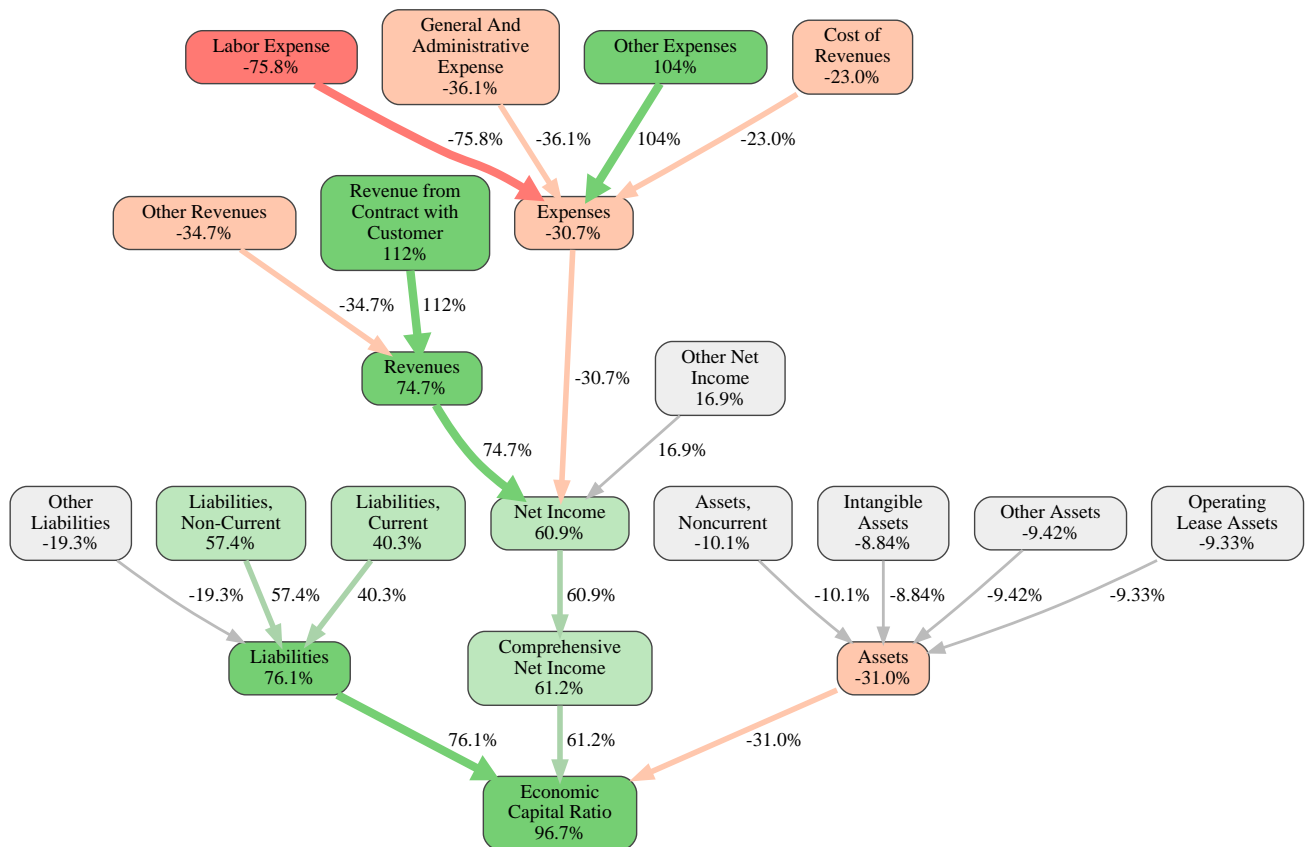 Labor Expense
-75.8%
General And
Administrative
Expense
-36.1%
Other Expenses
104%
Cost of
Revenues
-23.0%
-75.8%
-36.1%
104%
-23.0%
Other Revenues
-34.7%
Revenue from
Contract with
Customer
112%
Expenses
-30.7%
-34.7%
112%
Revenues
74.7%
-30.7%
Other Net
Income
16.9%
74.7%
16.9%
Other
Liabilities
-19.3%
Liabilities,
Non-Current
57.4%
Liabilities,
Current
40.3%
Net Income
60.9%
Assets,
Noncurrent
-10.1%
Intangible
Assets
-8.84%
Other Assets
-9.42%
Operating
Lease Assets
-9.33%
-19.3%
57.4%
40.3%
60.9%
-10.1%
-8.84%
-9.42%
-9.33%
Liabilities
76.1%
Comprehensive
Net Income
61.2%
Assets
-31.0%
76.1%
61.2%
-31.0%
Economic
Capital Ratio
96.7%